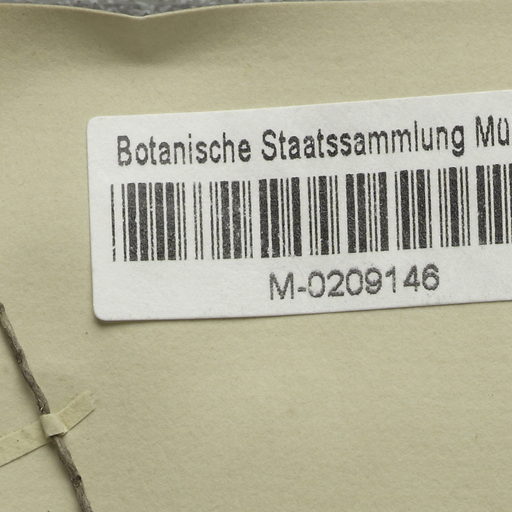 Botanische Staatssammlung Mü
M-0209146